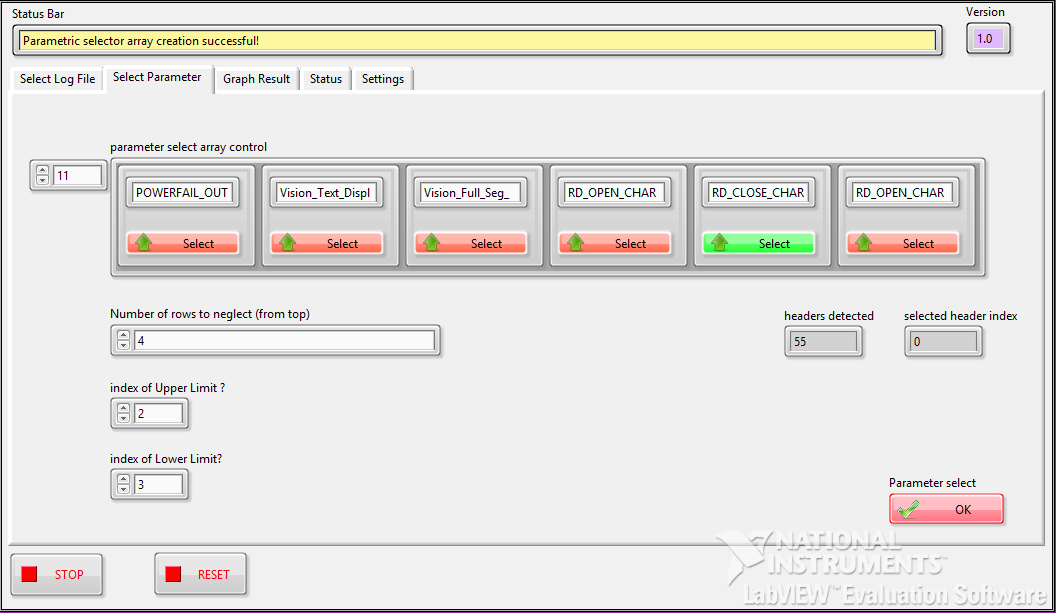 Status Bar
Version
Parametric selector array creation successful!
1.0
Select Log File
Select Parameter
Graph Result
Status
Settings
parameter select array control
11
POWERFAIL_OUT
Vision_Text_Displ
Vision_Full_Seg_
RD_OPEN_CHAR
RD_CLOSE_CHAR
RD_OPEN_CHAR
Select
Select
Select
Select
Select
Select
Number of rows to neglect (from top)
headers detected
selected header index
4
55
0
index of Upper Limit ?
2
index of Lower Limit?
3
Parameter select
OK
STOP
RESET
NATIONAL
INSTRUMENTS™
LabVIEW™ Evaluation Software